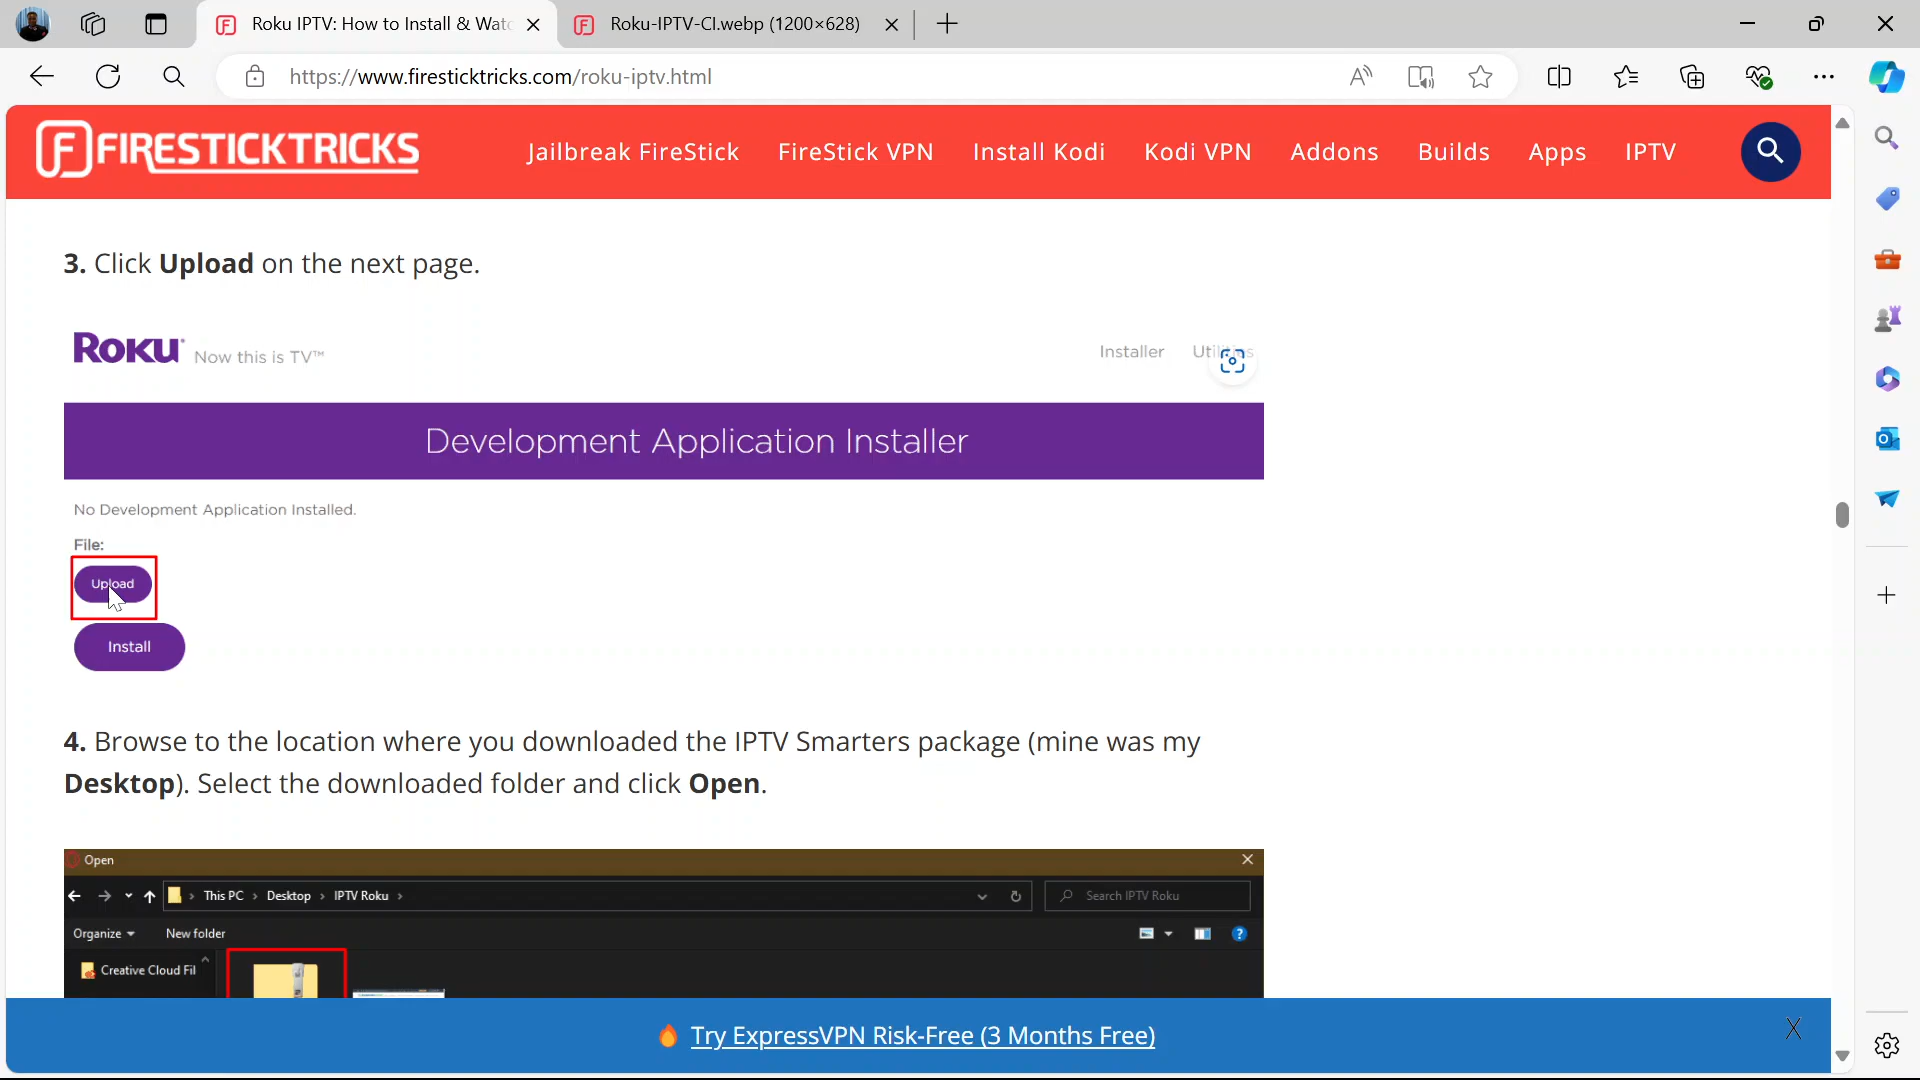 Roku IPTV: How to Install & Watc
Roku-IPTV-CI.webp (1200×628)
https://www.firesticktricks.com/roku-iptv.html
FIRESTICKTRICKS
Jailbreak FireStick
FireStick VPN
Install Kodi
Kodi VPN
Addons
Builds
Apps
IPTV
3. Click Upload on the next page.
Roku Now this is TV™
Installer
Development Application Installer
No Development Application Installed.
File:
Upload
Install
4. Browse to the location where you downloaded the IPTV Smarters package (mine was my
Desktop). Select the downloaded folder and click Open.
Open
This PC > Desktop > IPTV Roku >
Search IPTV Roku
Organize
New folder
Creative Cloud Fil
Try ExpressVPN Risk-Free (3 Months Free)
X